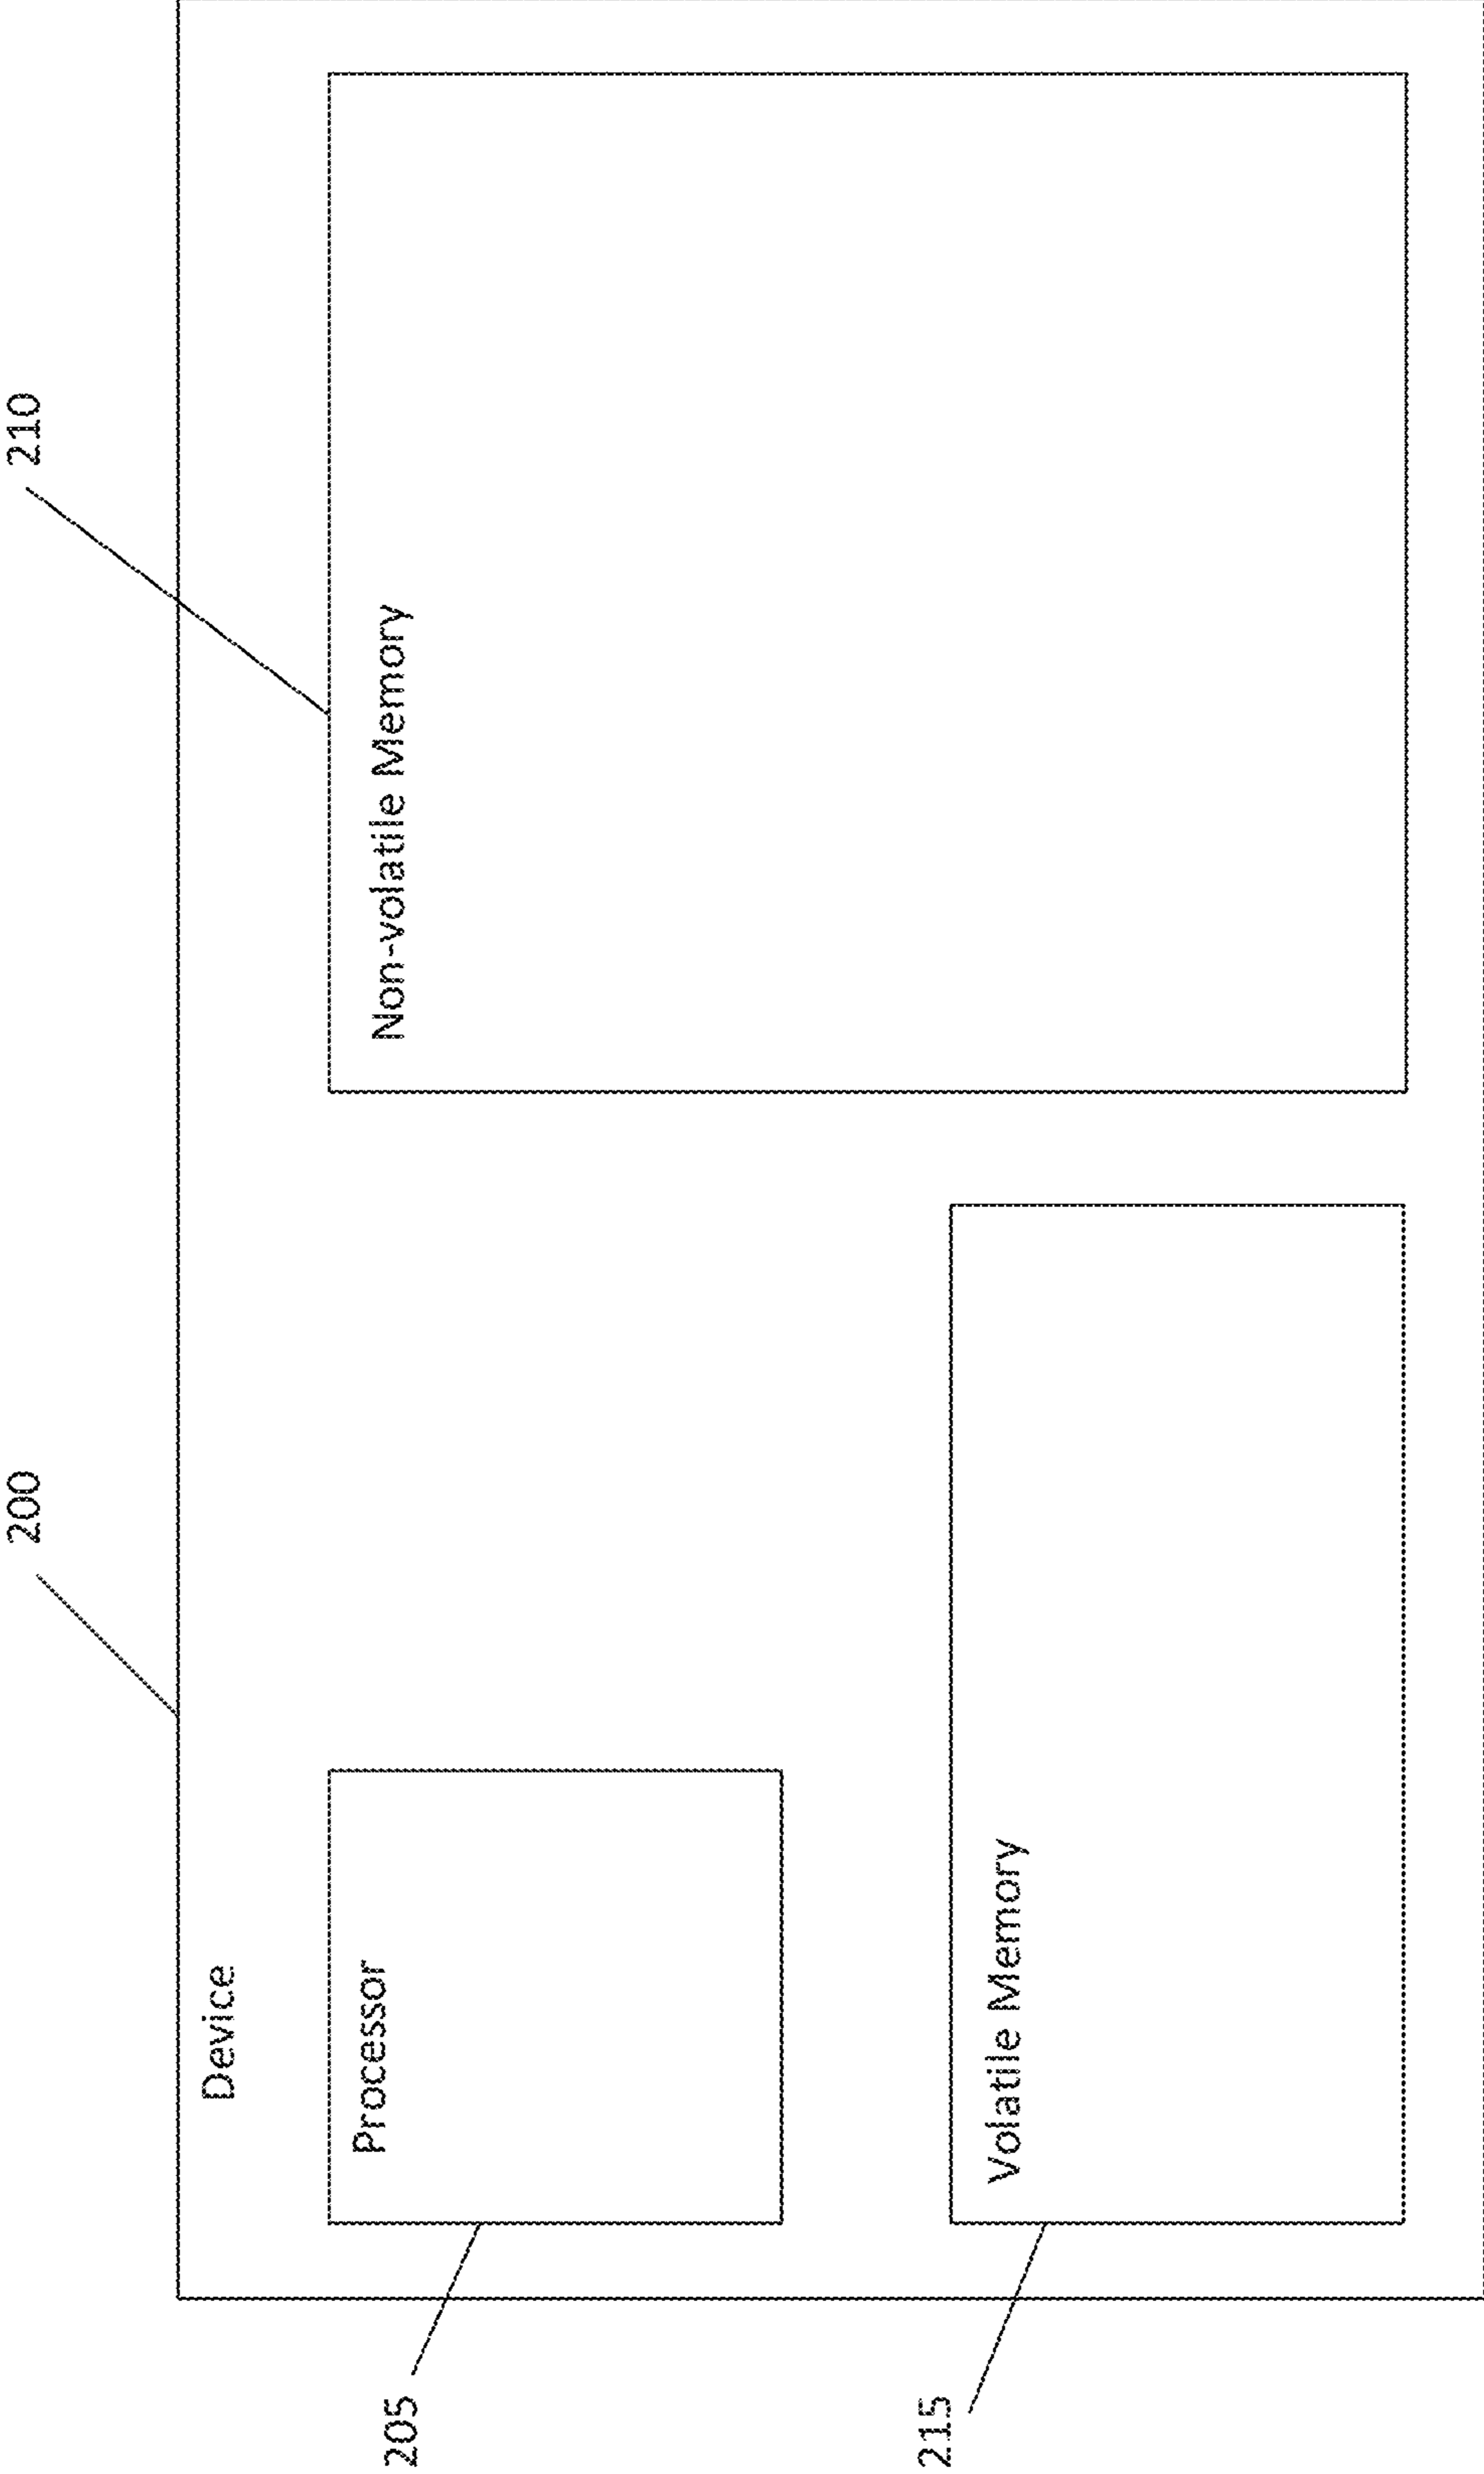 200
210
Device
205
Processor
Non-volatile Memory
215
Volatile Memory